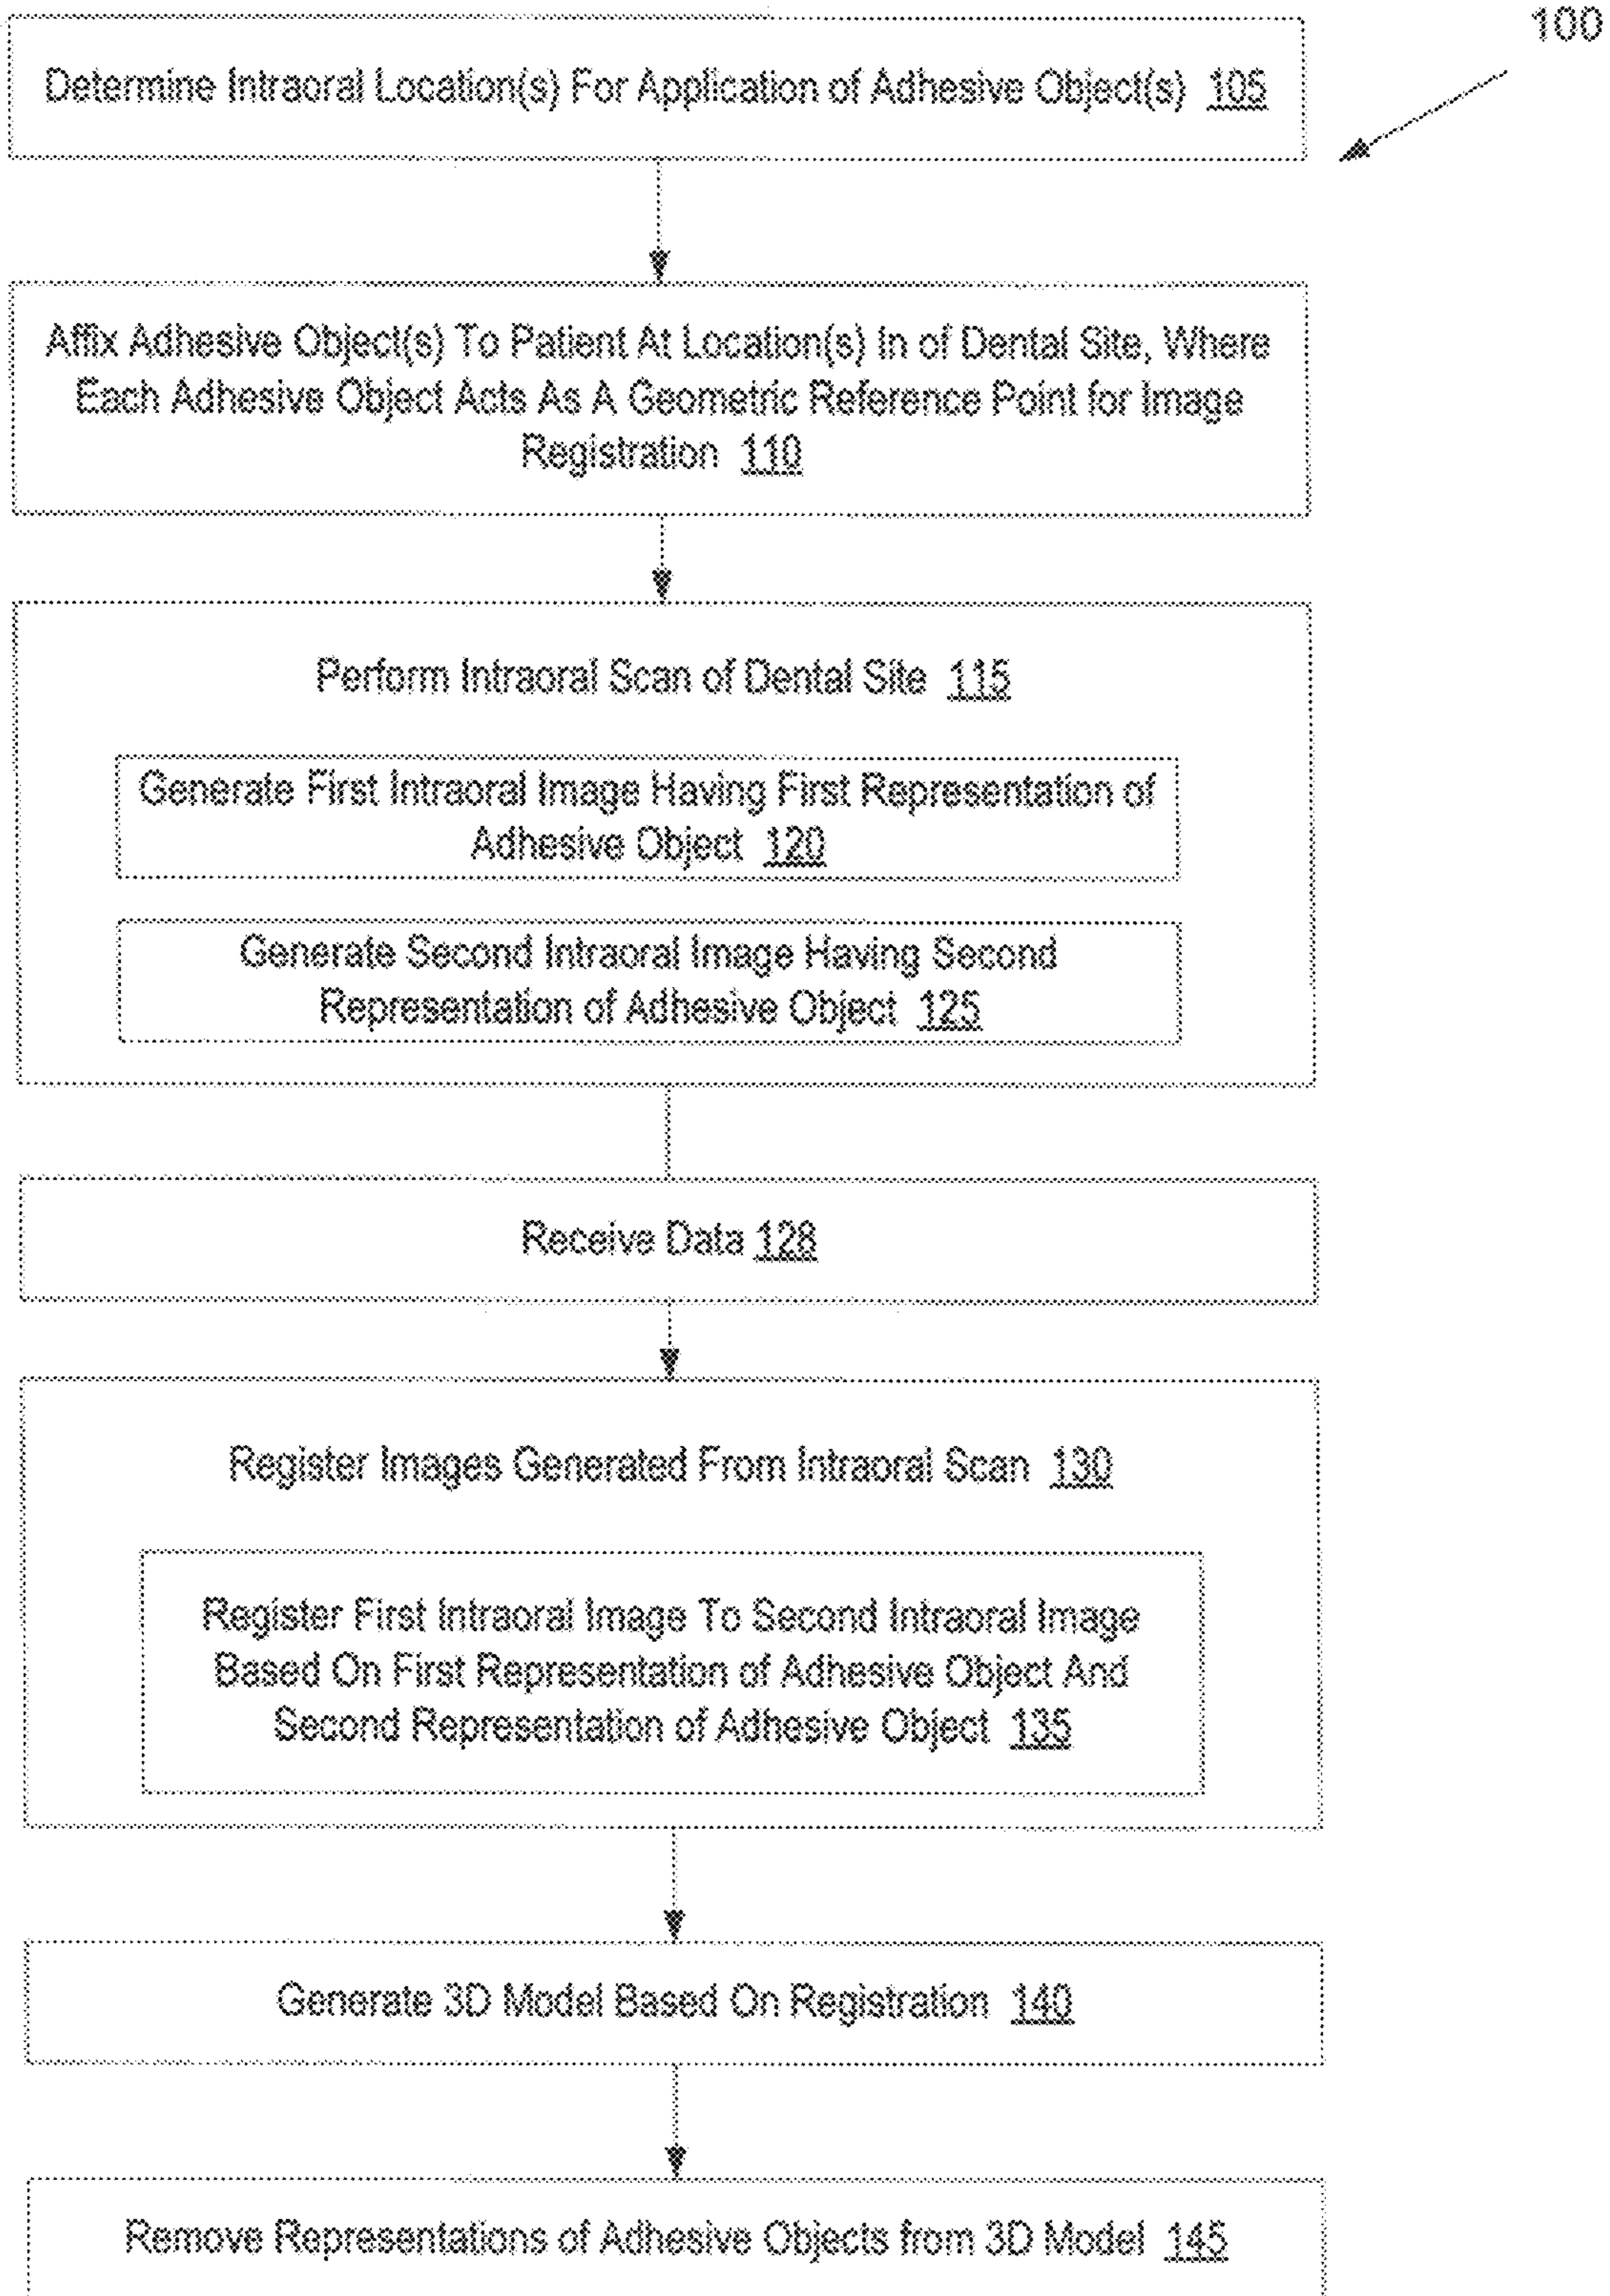 100
Determine Intraoral Location(s) For Application of Adhesive Object(s) 105
Affix Adhesive Object(s) To Patient At Location(s) In of Dental Site, Where
Each Adhesive Object Acts As A Geometric Reference Point for Image
Registration 110
Perform Intraoral Scan of Dental Site 115
Generate First Intraoral Image Having First Representation of
Adhesive Object 120
Generate Second Intraoral Image Having Second
Representation of Adhesive Object 125
Receive Data 128
Register Images Generated From Intraoral Scan 130
Register First Intraoral Image To Second Intraoral Image
Based On First Representation of Adhesive Object And
Second Representation of Adhesive Object 135
Generate 3D Model Based On Registration 140
Remove Representations of Adhesive Objects from 3D Model 145